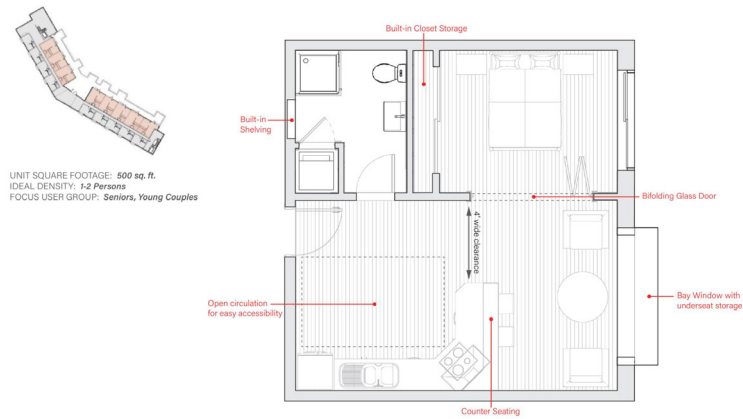 Built-in Closet Storage
Built-in
Shelving
UNIT SQUARE FOOTAGE: 500 sq. ft.
IDEAL DENSITY: 1-2 Persons
FOCUS USER GROUP: Seniors, Young Couples
Bifolding Glass Door
4' wide clearance
Open circulation
for easy accessibility
Bay Window with
underseat storage
Counter Seating